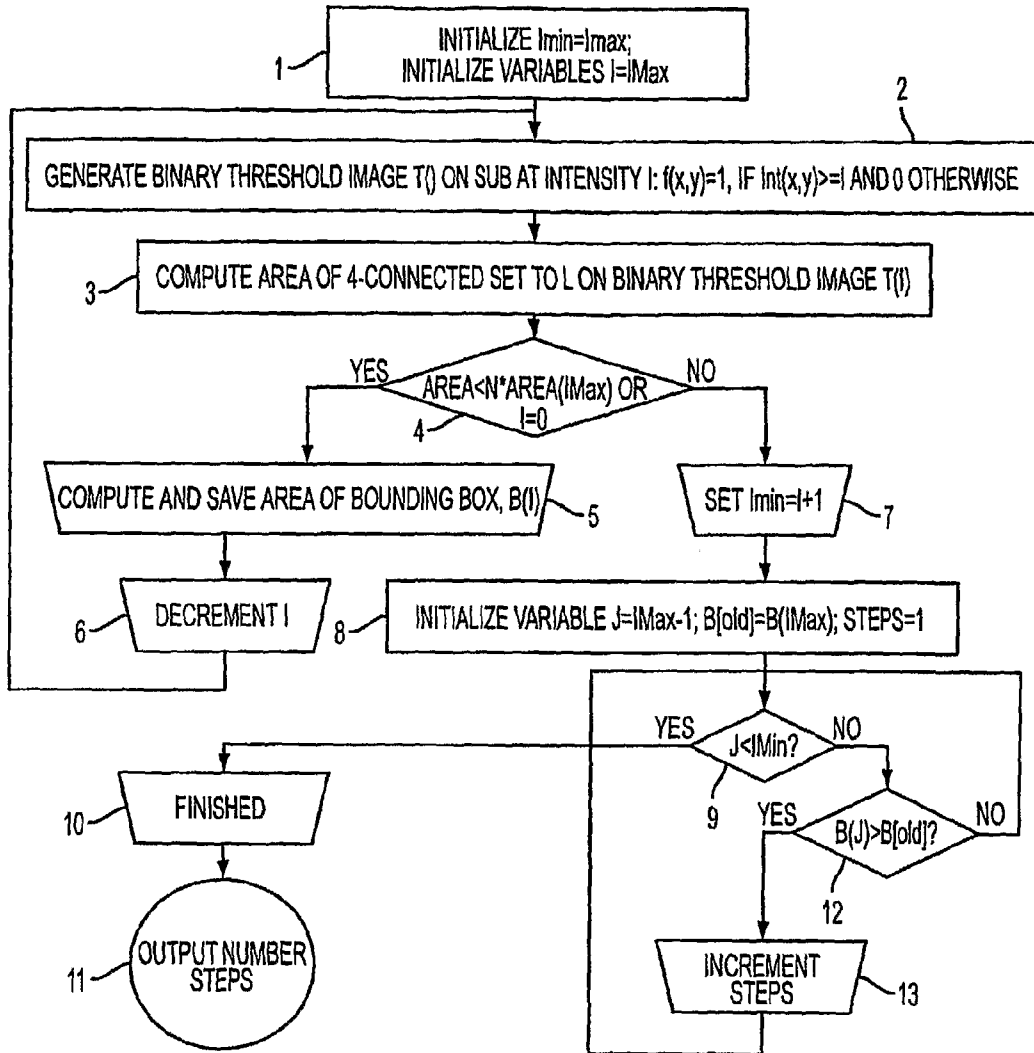 INITIALIZE Imin=Imax;
INITIALIZE VARIABLES I=IMax
1
2
GENERATE BINARY THRESHOLD IMAGE T() ON SUB AT INTENSITY I: f(x,y)=1, IF Int(x,y)>=I AND 0 OTHERWISE
COMPUTE AREA OF 4-CONNECTED SET TO L ON BINARY THRESHOLD IMAGE T(I)
3
YES
NO
AREA<N*AREA(IMax) OR
I=0
4
COMPUTE AND SAVE AREA OF BOUNDING BOX, B(I)
5
SET Imin=I+1
7
DECREMENT I
6
8
INITIALIZE VARIABLE J=IMax-1; B[old]=B(IMax); STEPS=1
YES
J<IMin?
NO
9
FINISHED
10
YES
B(J)>B[old]?
NO
12
OUTPUT NUMBER
STEPS
11
INCREMENT
STEPS
13